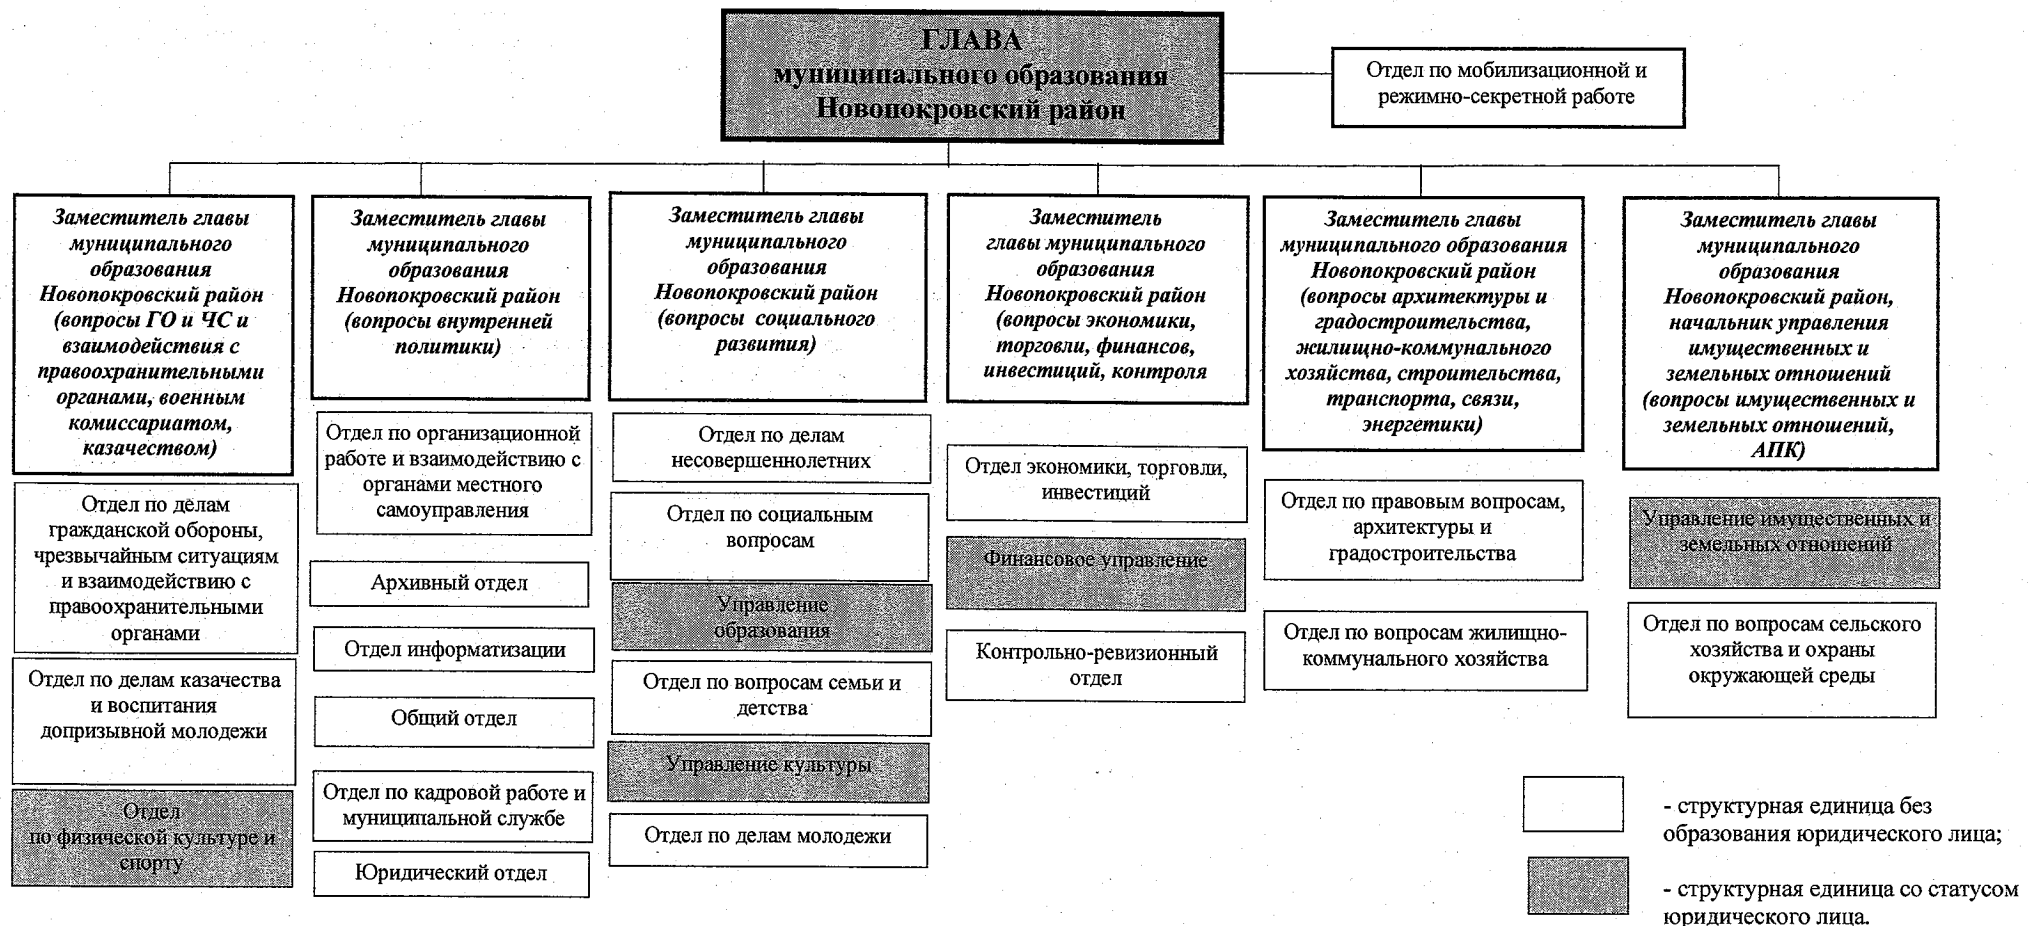 ГЛАВА
муниципального образования
Новопокровский район
Отдел по мобилизационной и
режимно-секретной работе
Заместитель главы
муниципального
образования
Новопокровский район
(вопросы ГО и ЧС и
взаимодействия с
правоохранительными
органами, военным
комиссариатом,
казачеством)
Отдел по делам
гражданской обороны,
чрезвычайным ситуациям
и взаимодействию с
правоохранительными
органами
Отдел по делам казачества
и воспитания
допризывной молодежи
Отдел
по физической культуре и
спорту
Заместитель главы
муниципального
образования
Новопокровский район
(вопросы внутренней
политики)
Отдел по организационной
работе и взаимодействию с
органами местного
самоуправления
Архивный отдел
Отдел информатизации
Общий отдел
Отдел по кадровой работе и
муниципальной службе
Юридический отдел
Заместитель главы
муниципального
образования
Новопокровский район
(вопросы социального
развития)
Отдел по делам
несовершеннолетних
Отдел по социальным
вопросам
Управление
образования
Отдел по вопросам семьи и
детства
Управление культуры
Отдел по делам молодежи
Заместитель
главы муниципального
образования
Новопокровский район
(вопросы экономики,
торговли, финансов,
инвестиций, контроля
Отдел экономики, торговли,
инвестиций
Финансовое управление
Контрольно-ревизионный
отдел
Заместитель главы
муниципального образования
Новопокровский район
(вопросы архитектуры и
градостроительства,
жилищно-коммунального
хозяйства, строительства,
транспорта, связи,
энергетики)
Отдел по правовым вопросам,
архитектуры и
градостроительства
Отдел по вопросам жилищно-
коммунального хозяйства
Заместитель главы
муниципального
образования
Новопокровский район,
начальник управления
имущественных и
земельных отношений
(вопросы имущественных и
земельных отношений,
АПК)
Управление имущественных и
земельных отношений
Отдел по вопросам сельского
хозяйства и охраны
окружающей среды
- структурная единица без
образования юридического лица;
- структурная единица со статусом
юридического лица.